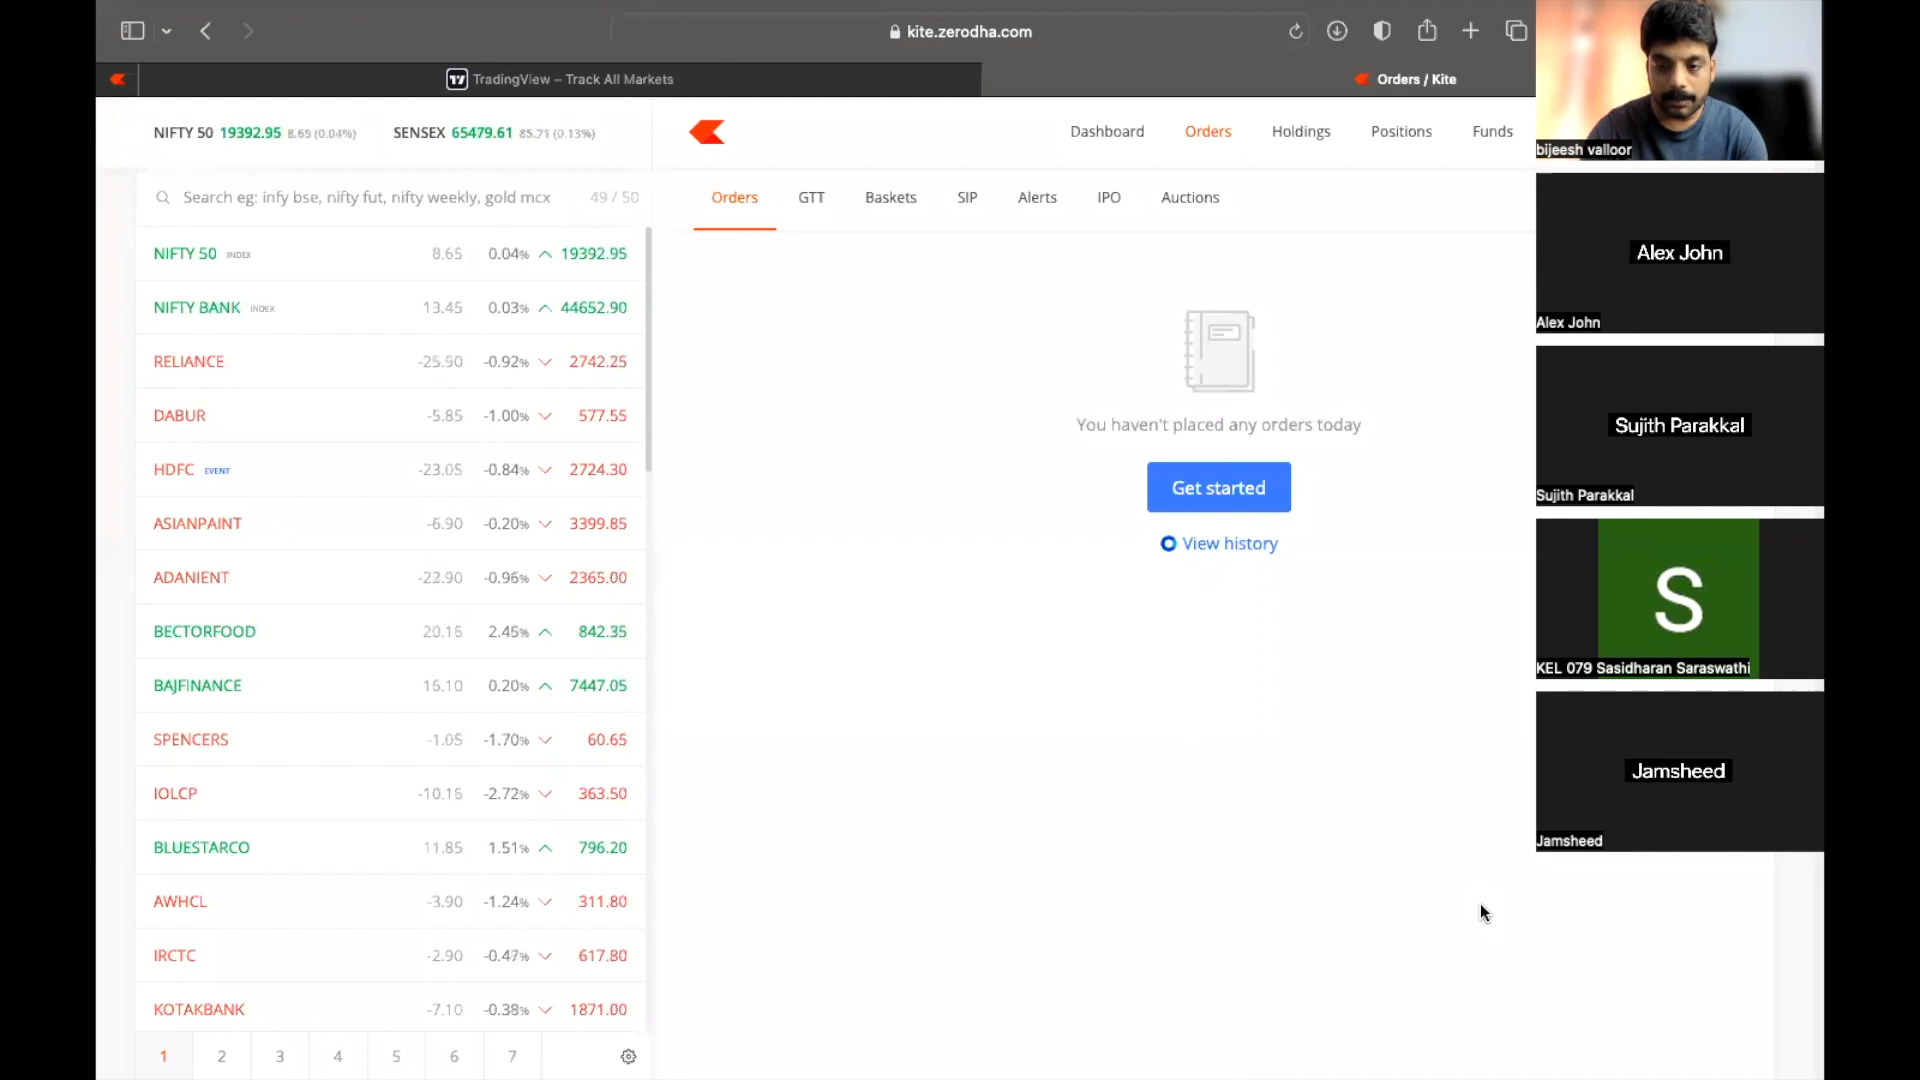 kite.zerodha.com
TradingView – Track All Markets
Orders / Kite
NIFTY 50 19392.95 8.65 (0.04%) SENSEX 65479.61 85.71 (0.13%)
Dashboard Orders Holdings Positions Funds
Search eg: infy bse, nifty fut, nifty weekly, gold mcx 49 / 50
Orders GTT Baskets SIP Alerts IPO Auctions
NIFTY 50 INDEX 8.65 0.04% 19392.95
NIFTY BANK INDEX 13.45 0.03% 44652.90
RELIANCE -25.90 -0.92% 2742.25
DABUR -5.85 -1.00% 577.55
HDFC EVENT -23.05 -0.84% 2724.30
ASIANPAINT -6.90 -0.20% 3399.85
ADANIENT -22.90 -0.96% 2365.00
BECTORFOOD 20.15 2.45% 842.35
BAJFINANCE 15.10 0.20% 7447.05
SPENCERS -1.05 -1.70% 60.65
IOLCP -10.15 -2.72% 363.50
BLUESTARCO 11.85 1.51% 796.20
AWHCL -3.90 -1.24% 311.80
IRCTC -2.90 -0.47% 617.80
KOTAKBANK -7.10 -0.38% 1871.00
1 2 3 4 5 6 7
You haven't placed any orders today
Get started
View history
bijeesh valloor
Alex John
Alex John
Sujith Parakkal
Sujith Parakkal
S
KEL 079 Sasidharan Saraswathi
Jamsheed
Jamsheed